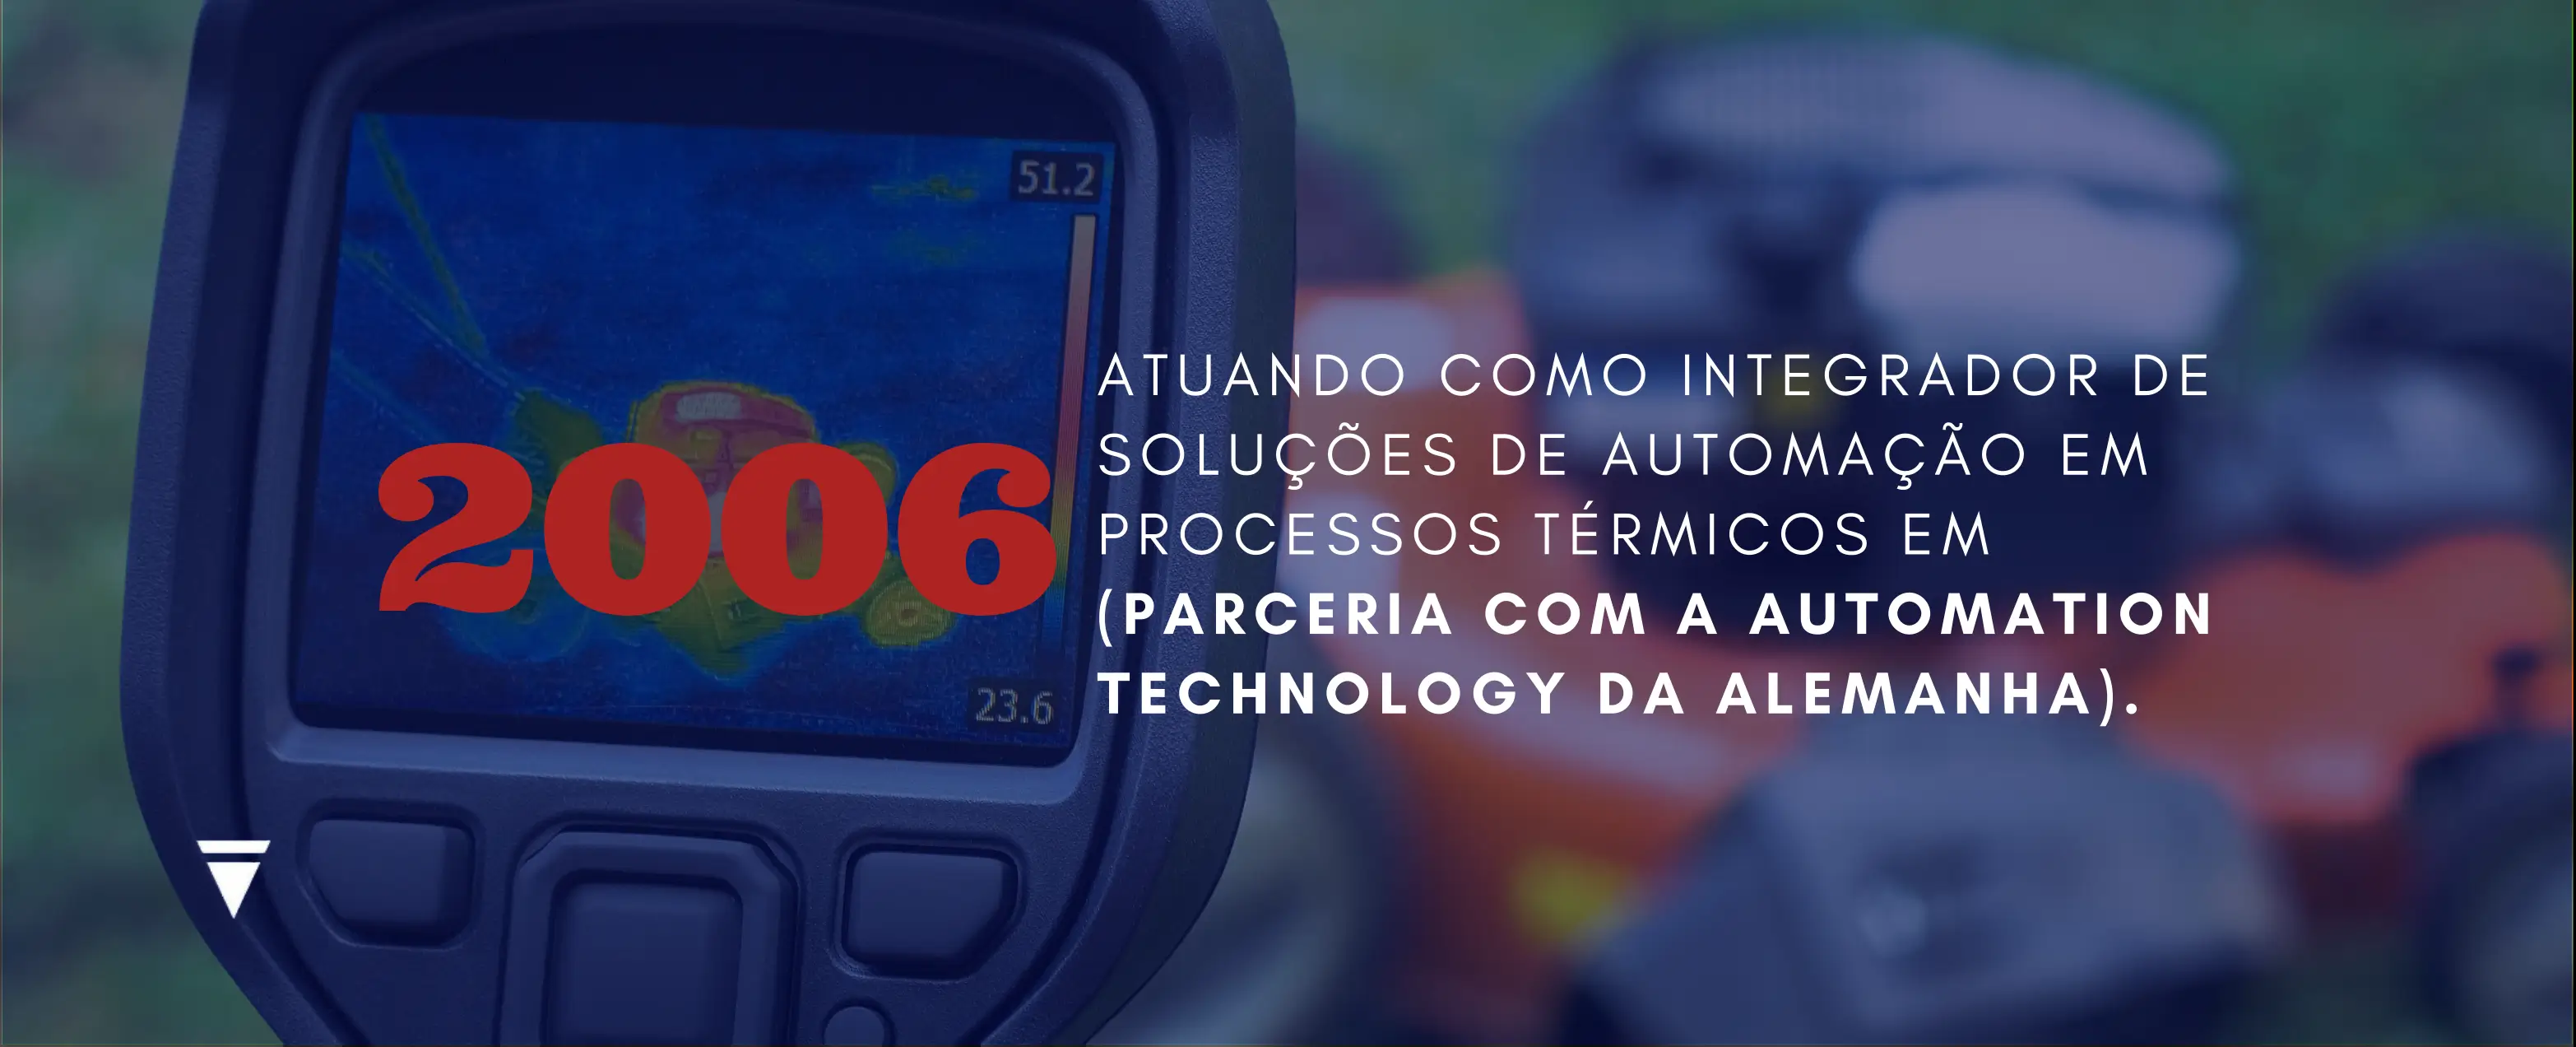 51.2
2006
ATUANDO COMO INTEGRADOR DE
SOLUÇÕES DE AUTOMAÇÃO EM
PROCESSOS TÉRMICOS EM
(PARCERIA COM A AUTOMATION
TECHNOLOGY DA ALEMANHA).
23.6